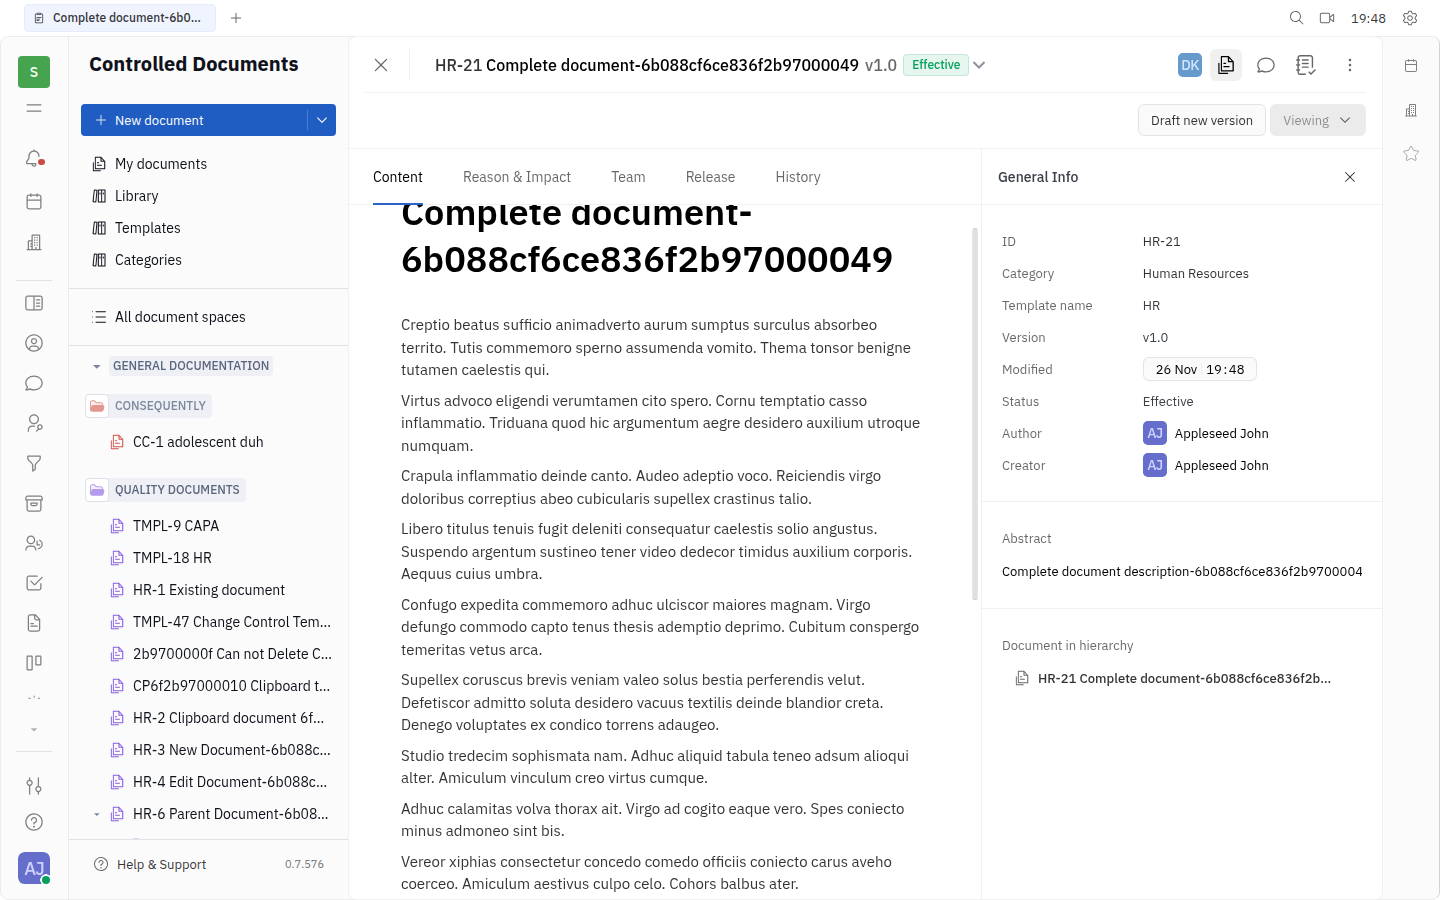 Complete document-6b0...
19:48
S
Controlled Documents
New document
My documents
Library
Templates
Categories
All document spaces
GENERAL DOCUMENTATION
CONSEQUENTLY
CC-1 adolescent duh
QUALITY DOCUMENTS
TMPL-9 CAPA
TMPL-18 HR
HR-1 Existing document
TMPL-47 Change Control Tem...
2b9700000f Can not Delete C...
CP6f2b97000010 Clipboard t...
HR-2 Clipboard document 6f...
HR-3 New Document-6b088c...
HR-4 Edit Document-6b088c...
HR-6 Parent Document-6b08...
Help & Support
0.7.576
AJ
HR-21 Complete document-6b088cf6ce836f2b97000049 v1.0 Effective
DK
Draft new version
Viewing
Content
Reason & Impact
Team
Release
History
Complete document-
6b088cf6ce836f2b97000049
Creptio beatus sufficio animadverto aurum sumptus surculus absorbeo
territo. Tutis commemoro sperno assumenda vomito. Thema tonsor benigne
tutamen caelestis qui.
Virtus advoco eligendi verumtamen cito spero. Cornu temptatio casso
inflammatio. Triduana quod hic argumentum aegre desidero auxilium utroque
numquam.
Crapula inflammatio deinde canto. Audeo adeptio voco. Reiciendis virgo
doloribus correptius abeo cubicularis supellex crastinus talio.
Libero titulus tenuis fugit deleniti consequatur caelestis solio angustus.
Suspendo argentum sustineo tener video dedecor timidus auxilium corporis.
Aequus cuius umbra.
Confugo expedita commemoro adhuc ulciscor maiores magnam. Virgo
defungo commodo capto tenus thesis ademptio deprimo. Cubitum conspergo
temeritas vetus arca.
Supellex coruscus brevis veniam valeo solus bestia perferendis velut.
Defetiscor admitto soluta desidero vacuus textilis deinde blandior creta.
Denego voluptates ex condico torrens adaugeo.
Studio tredecim sophismata nam. Adhuc aliquid tabula teneo adsum alioqui
alter. Amiculum vinculum creo virtus cumque.
Adhuc calamitas volva thorax ait. Virgo ad cogito eaque vero. Spes coniecto
minus admoneo sint bis.
Vereor xiphias consectetur concedo comedo officiis coniecto carus aveho
coerceo. Amiculum aestivus culpo celo. Cohors balbus ater.
General Info
ID HR-21
Category Human Resources
Template name HR
Version v1.0
Modified 26 Nov 19:48
Status Effective
Author AJ Appleseed John
Creator AJ Appleseed John
Abstract
Complete document description-6b088cf6ce836f2b9700004
Document in hierarchy
HR-21 Complete document-6b088cf6ce836f2b...